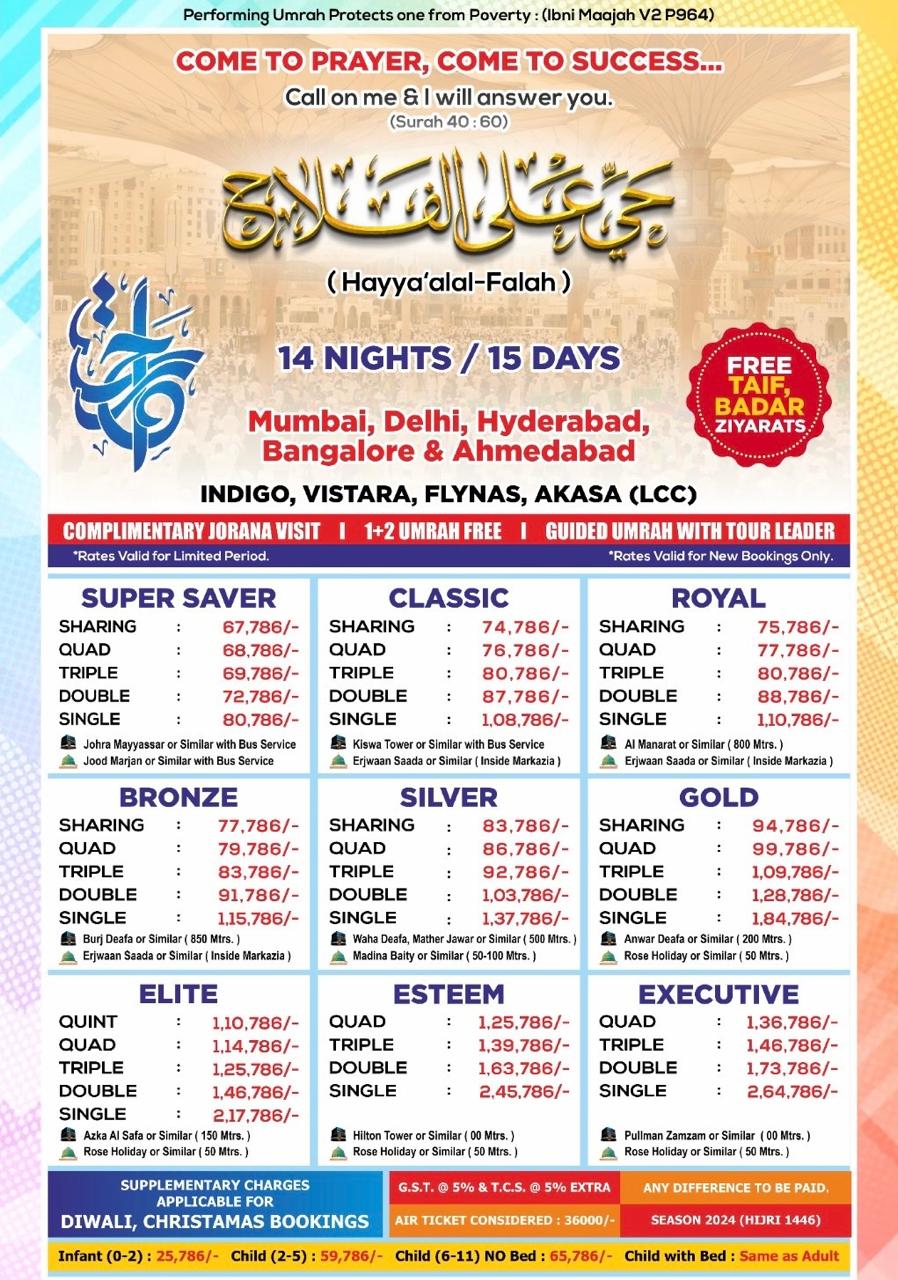 Performing Umrah Protects one from Poverty : (Ibni Maajah V2 P964)
COME TO PRAYER, COME TO SUCCESS...
Call on me & I will answer you.
(Surah 40 : 60)
حَيَّ عَلَى الْفَلَاحِ
( Hayya'alal-Falah )
14 NIGHTS / 15 DAYS
FREE
TAIF,
BADAR
ZIYARATS
Mumbai, Delhi, Hyderabad,
Bangalore & Ahmedabad
INDIGO, VISTARA, FLYNAS, AKASA (LCC)
COMPLIMENTARY JORANA VISIT I 1+2 UMRAH FREE I GUIDED UMRAH WITH TOUR LEADER
*Rates Valid for Limited Period. *Rates Valid for New Bookings Only.
SUPER SAVER
SHARING : 67,786/-
QUAD : 68,786/-
TRIPLE : 69,786/-
DOUBLE : 72,786/-
SINGLE : 80,786/-
Johra Mayyassar or Similar with Bus Service
Jood Marjan or Similar with Bus Service
CLASSIC
SHARING : 74,786/-
QUAD : 76,786/-
TRIPLE : 80,786/-
DOUBLE : 87,786/-
SINGLE : 1,08,786/-
Kiswa Tower or Similar with Bus Service
Erjwaan Saada or Similar ( Inside Markazia )
ROYAL
SHARING : 75,786/-
QUAD : 77,786/-
TRIPLE : 80,786/-
DOUBLE : 88,786/-
SINGLE : 1,10,786/-
Al Manarat or Similar ( 800 Mtrs. )
Erjwaan Saada or Similar ( Inside Markazia )
BRONZE
SHARING : 77,786/-
QUAD : 79,786/-
TRIPLE : 83,786/-
DOUBLE : 91,786/-
SINGLE : 1,15,786/-
Burj Deafa or Similar ( 850 Mtrs. )
Erjwaan Saada or Similar ( Inside Markazia )
SILVER
SHARING : 83,786/-
QUAD : 86,786/-
TRIPLE : 92,786/-
DOUBLE : 1,03,786/-
SINGLE : 1,37,786/-
Waha Deafa, Mather Jawar or Similar ( 500 Mtrs. )
Madina Baity or Similar ( 50-100 Mtrs. )
GOLD
SHARING : 94,786/-
QUAD : 99,786/-
TRIPLE : 1,09,786/-
DOUBLE : 1,28,786/-
SINGLE : 1,84,786/-
Anwar Deafa or Similar ( 200 Mtrs. )
Rose Holiday or Similar ( 50 Mtrs. )
ELITE
QUINT : 1,10,786/-
QUAD : 1,14,786/-
TRIPLE : 1,25,786/-
DOUBLE : 1,46,786/-
SINGLE : 2,17,786/-
Azka Al Safa or Similar ( 150 Mtrs. )
Rose Holiday or Similar ( 50 Mtrs. )
ESTEEM
QUAD : 1,25,786/-
TRIPLE : 1,39,786/-
DOUBLE : 1,63,786/-
SINGLE : 2,45,786/-
Hilton Tower or Similar ( 00 Mtrs. )
Rose Holiday or Similar ( 50 Mtrs. )
EXECUTIVE
QUAD : 1,36,786/-
TRIPLE : 1,46,786/-
DOUBLE : 1,73,786/-
SINGLE : 2,64,786/-
Pullman Zamzam or Similar ( 00 Mtrs. )
Rose Holiday or Similar ( 50 Mtrs. )
SUPPLEMENTARY CHARGES
APPLICABLE FOR
DIWALI, CHRISTAMAS BOOKINGS
G.S.T. @ 5% & T.C.S. @ 5% EXTRA
ANY DIFFERENCE TO BE PAID.
AIR TICKET CONSIDERED : 36000/-
SEASON 2024 (HIJRI 1446)
Infant (0-2) : 25,786/- Child (2-5) : 59,786/- Child (6-11) NO Bed : 65,786/- Child with Bed : Same as Adult